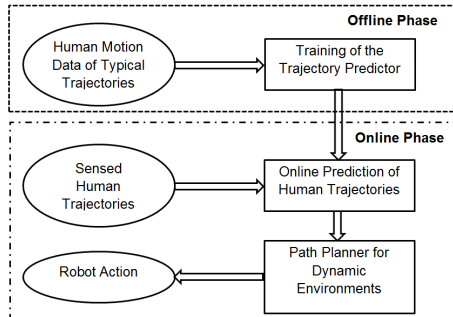 Offline Phase
Human Motion
Data of Typical
Trajectories
Training of the
Trajectory Predictor
Online Phase
Sensed
Human
Trajectories
Online Prediction of
Human Trajectories
Path Planner for
Dynamic
Environments
Robot Action